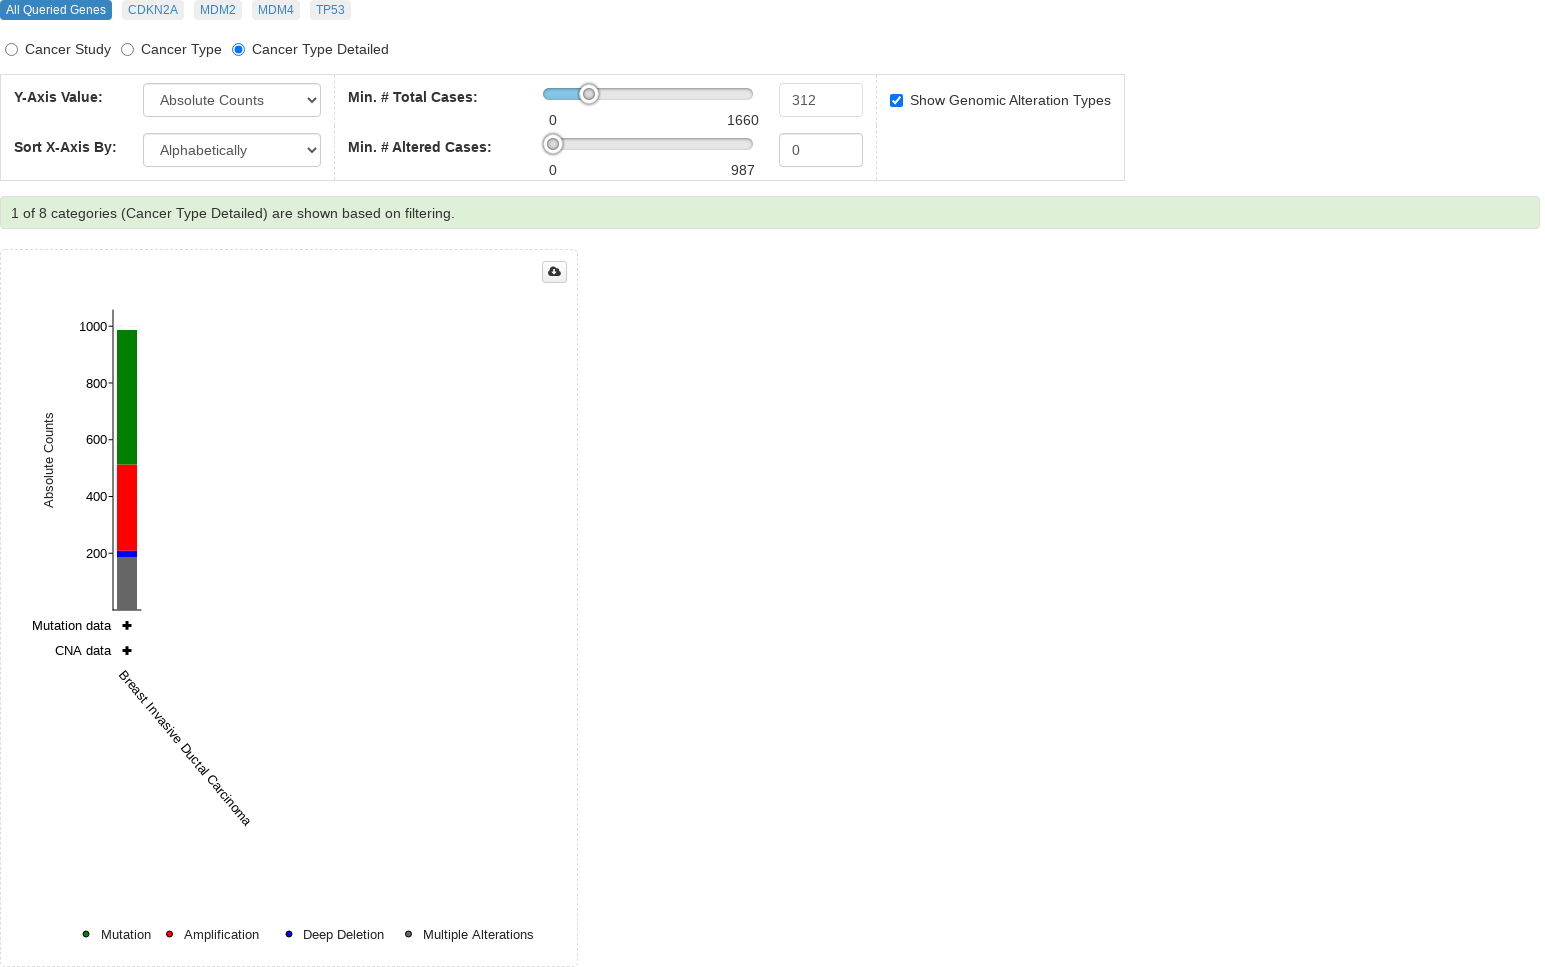 All Queried Genes CDKN2A MDM2 MDM4 TP53
Cancer Study Cancer Type Cancer Type Detailed
Y-Axis Value: Absolute Counts Min. # Total Cases: 312 Show Genomic Alteration Types
0 1660
Sort X-Axis By: Alphabetically Min. # Altered Cases: 0
0 987
1 of 8 categories (Cancer Type Detailed) are shown based on filtering.
1000
800
600
400
200
Absolute Counts
Mutation data
CNA data
Breast Invasive Ductal Carcinoma
Mutation Amplification Deep Deletion Multiple Alterations